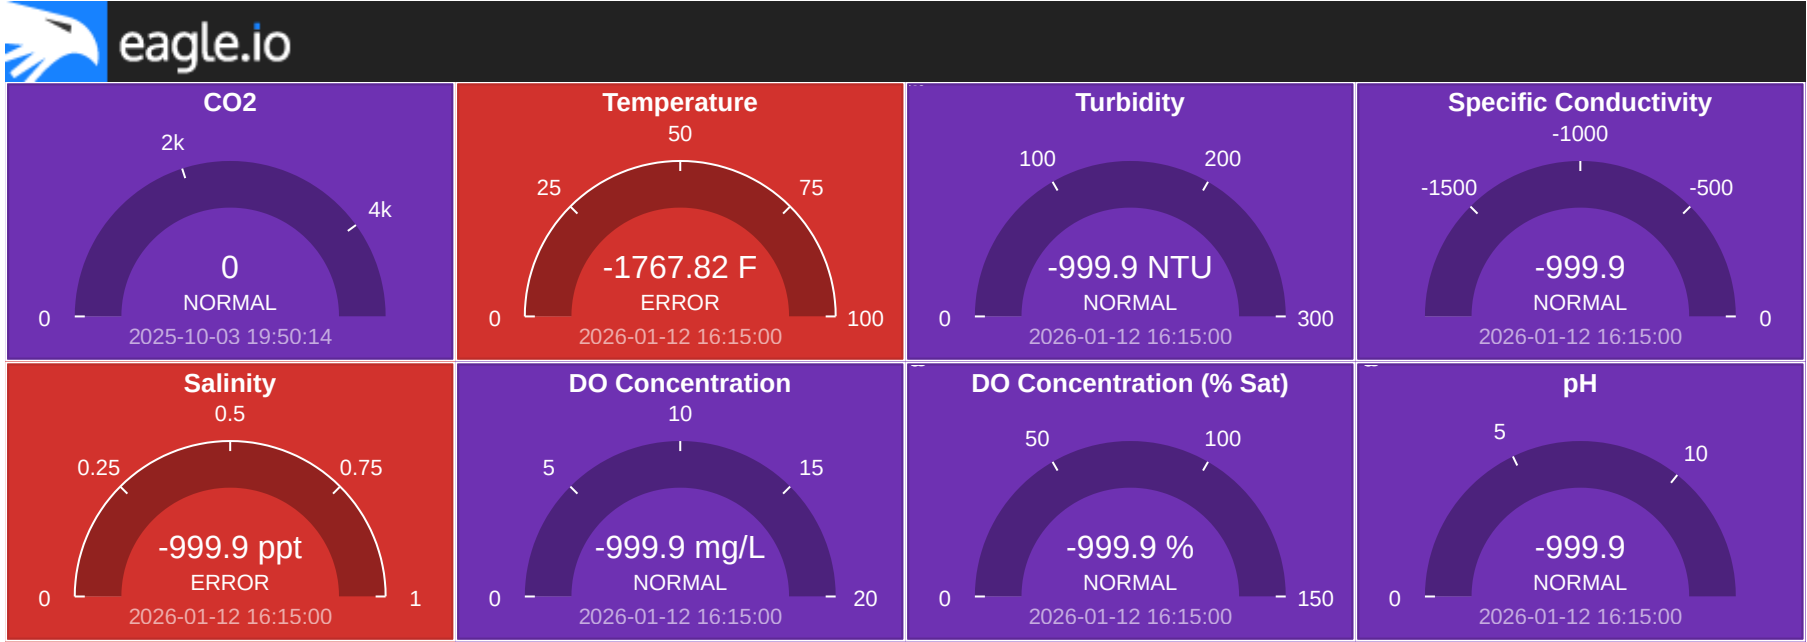 eagle.io
CO2
2k
4k
0
NORMAL
0
2025-10-03 19:50:14
Temperature
50
25
75
-1767.82 F
ERROR
0
100
2026-01-12 16:15:00
Turbidity
100
200
-999.9 NTU
NORMAL
0
300
2026-01-12 16:15:00
Specific Conductivity
-1000
-1500
-500
-999.9
NORMAL
0
2026-01-12 16:15:00
Salinity
0.5
0.25
0.75
-999.9 ppt
ERROR
0
1
2026-01-12 16:15:00
DO Concentration
10
5
15
-999.9 mg/L
NORMAL
0
20
2026-01-12 16:15:00
DO Concentration (% Sat)
50
100
-999.9 %
NORMAL
0
150
2026-01-12 16:15:00
pH
5
10
-999.9
NORMAL
0
2026-01-12 16:15:00